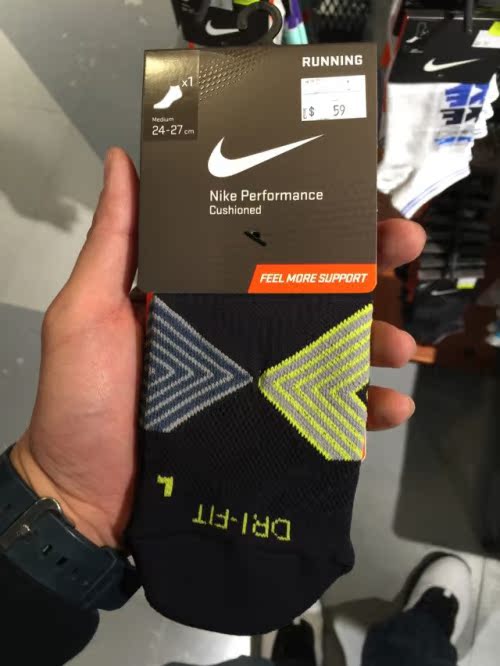 RUNNING
x1
Medium
24-27 cm
$ 59
Nike Performance
Cushioned
FEEL MORE SUPPORT
L
DRI-FIT